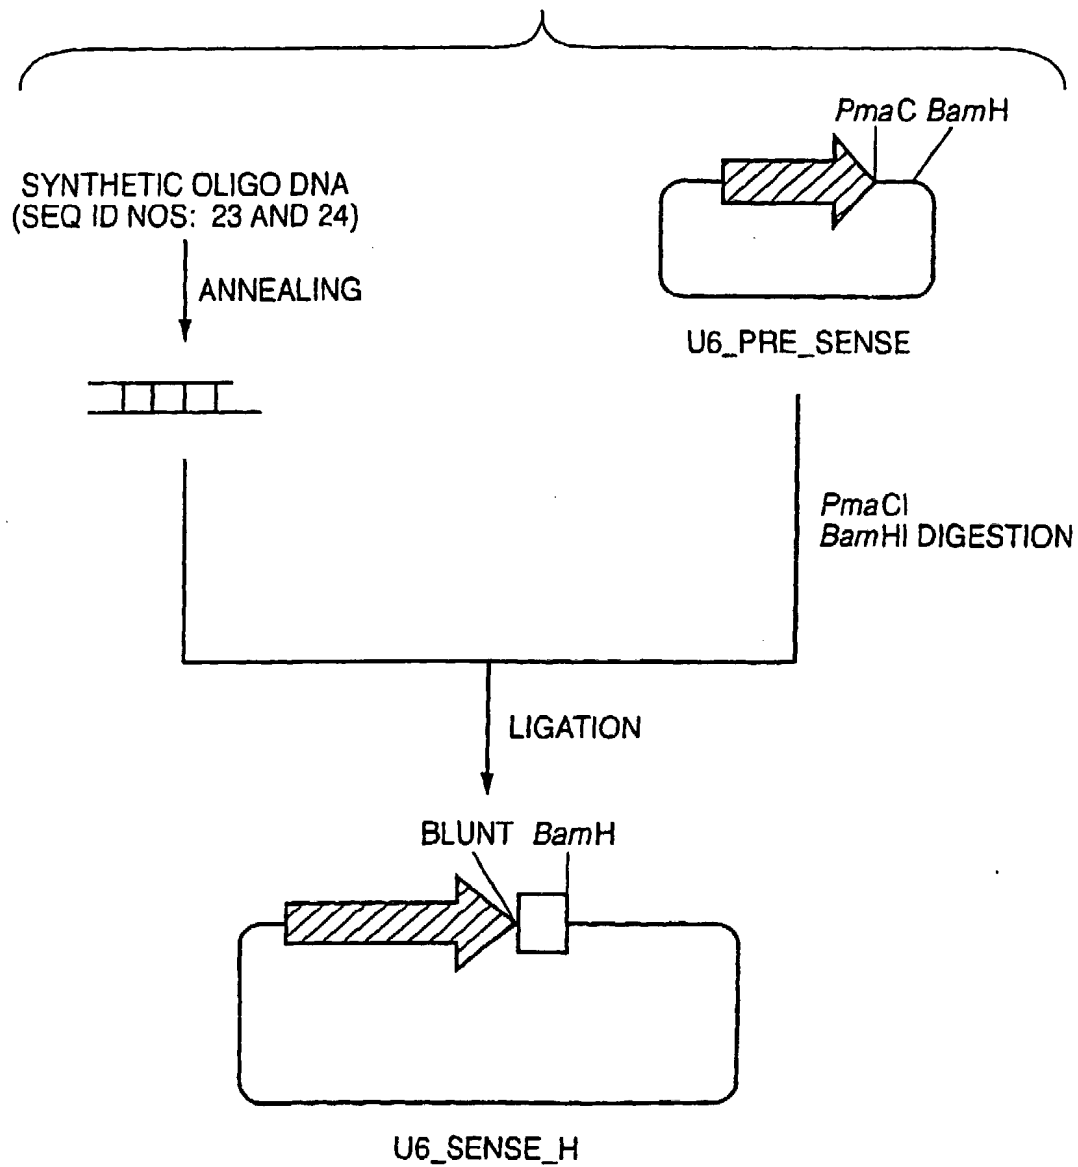 PmaC BamH
SYNTHETIC OLIGO DNA
(SEQ ID NOS: 23 AND 24)
ANNEALING
U6_PRE_SENSE
PmaCI
BamHI DIGESTION
LIGATION
BLUNT BamH
U6_SENSE_H